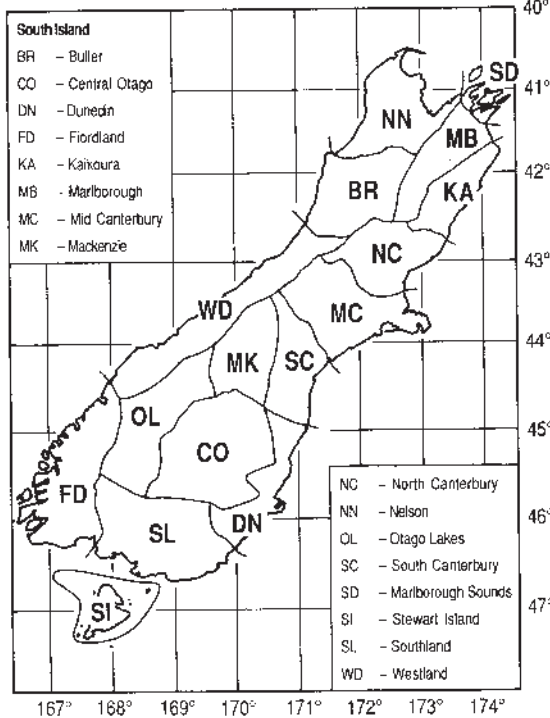 South Island
BR – Buller
CO – Central Otago
DN – Dunedin
FD – Fiordland
KA – Kaikoura
MB - Marlborough
MC – Mid Canterbury
MK – Mackenzie
40°
SD
41°
NN
MB
42°
BR
KA
NC
43°
WD
MC
44°
MK
SC
OL
45°
CO
FD
DN
46°
SL
SI
47°
NC – North Canterbury
NN – Nelson
OL – Otago Lakes
SC – South Canterbury
SD – Marlborough Sounds
SI – Stewart Island
SL – Southland
WD – Westland
167° 168° 169° 170° 171° 172° 173° 174°